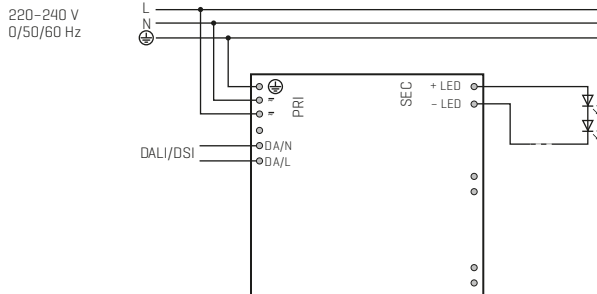 220–240 V
0/50/60 Hz
L
N
+ LED
PRI
SEC
– LED
DALI/DSI
DA/N
DA/L